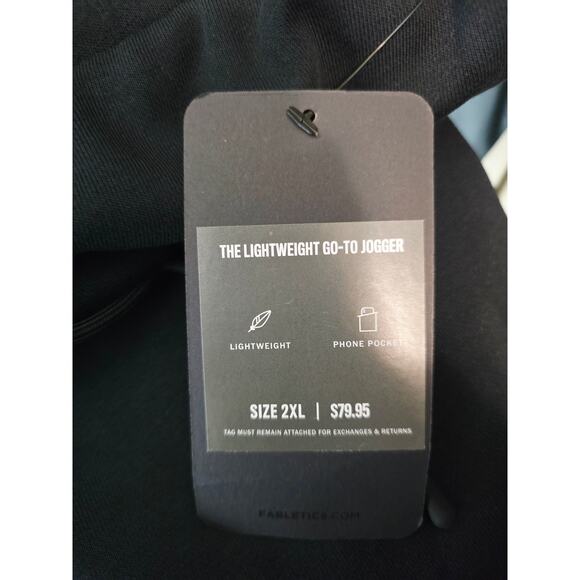 THE LIGHTWEIGHT GO-TO JOGGER
LIGHTWEIGHT PHONE POCKET
SIZE 2XL | $79.95
TAG MUST REMAIN ATTACHED FOR EXCHANGES & RETURNS
FABLETICS.COM